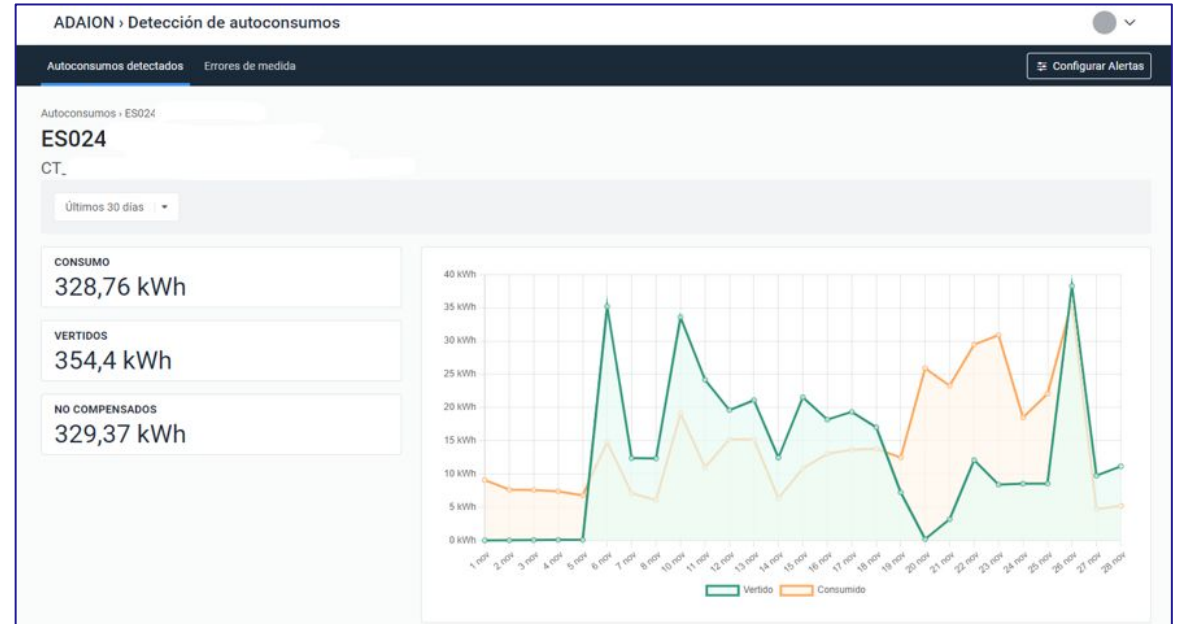 ADAION › Detección de autoconsumos
Autoconsumos detectados Errores de medida Configurar Alertas
Autoconsumos › ES024
ES024
CT_
Últimos 30 días
CONSUMO
328,76 kWh
VERTIDOS
354,4 kWh
NO COMPENSADOS
329,37 kWh
40 kWh
35 kWh
30 kWh
25 kWh
20 kWh
15 kWh
10 kWh
5 kWh
0 kWh
1 nov 2 nov 3 nov 4 nov 5 nov 6 nov 7 nov 8 nov 9 nov 10 nov 11 nov 12 nov 13 nov 14 nov 15 nov 16 nov 17 nov 18 nov 19 nov 20 nov 21 nov 22 nov 23 nov 24 nov 25 nov 26 nov 27 nov 28 nov
Vertido Consumido